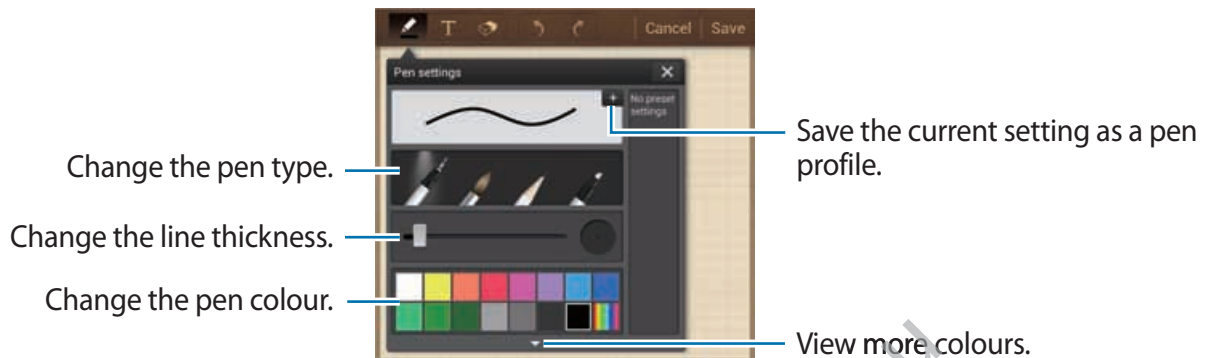 T
Cancel
Save
Pen settings
No preset
settings
Save the current setting as a pen
profile.
Change the pen type.
Change the line thickness.
Change the pen colour.
View more colours.